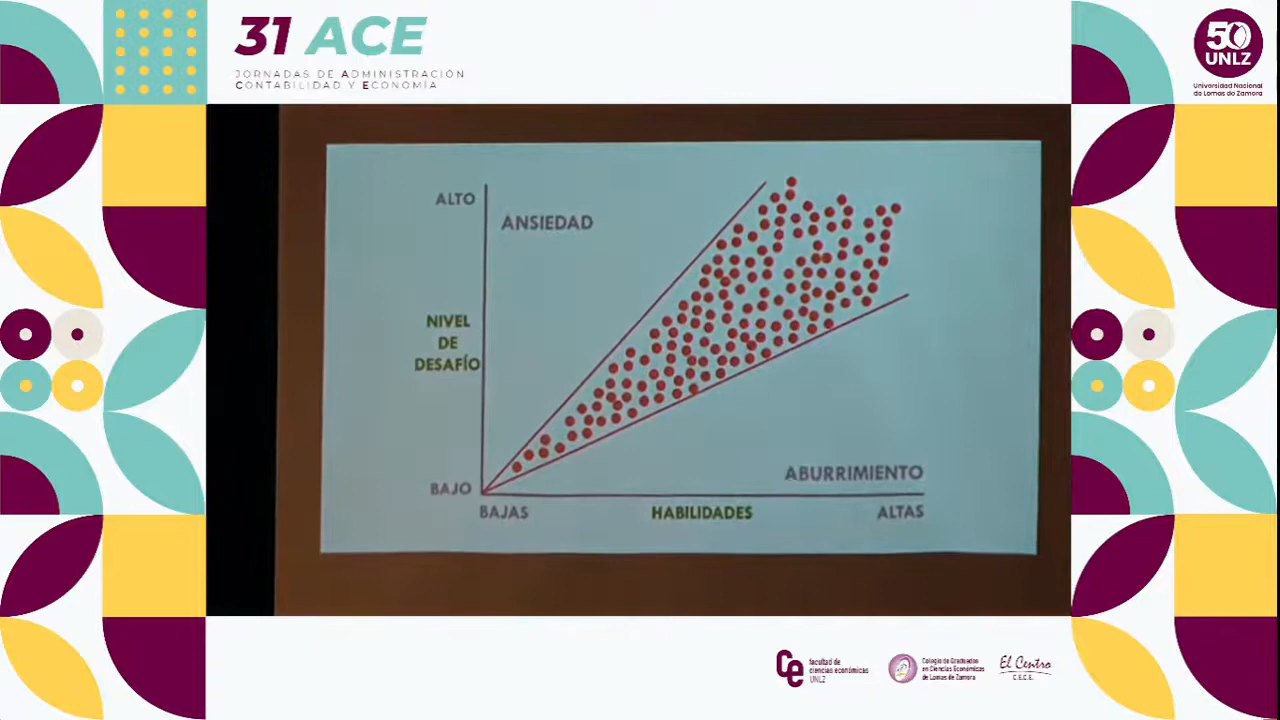 31 ACE
JORNADAS DE ADMINISTRACIÓN
CONTABILIDAD Y ECONOMÍA
50
UNLZ
Universidad Nacional
de Lomas de Zamora
ALTO
ANSIEDAD
NIVEL
DE
DESAFÍO
BAJO
ABURRIMIENTO
BAJAS
HABILIDADES
ALTAS
Ce
facultad de
ciencias económicas
UNLZ
Colegio de Graduados
en Ciencias Económicas
de Lomas de Zamora
El Centro
C.E.C.E.